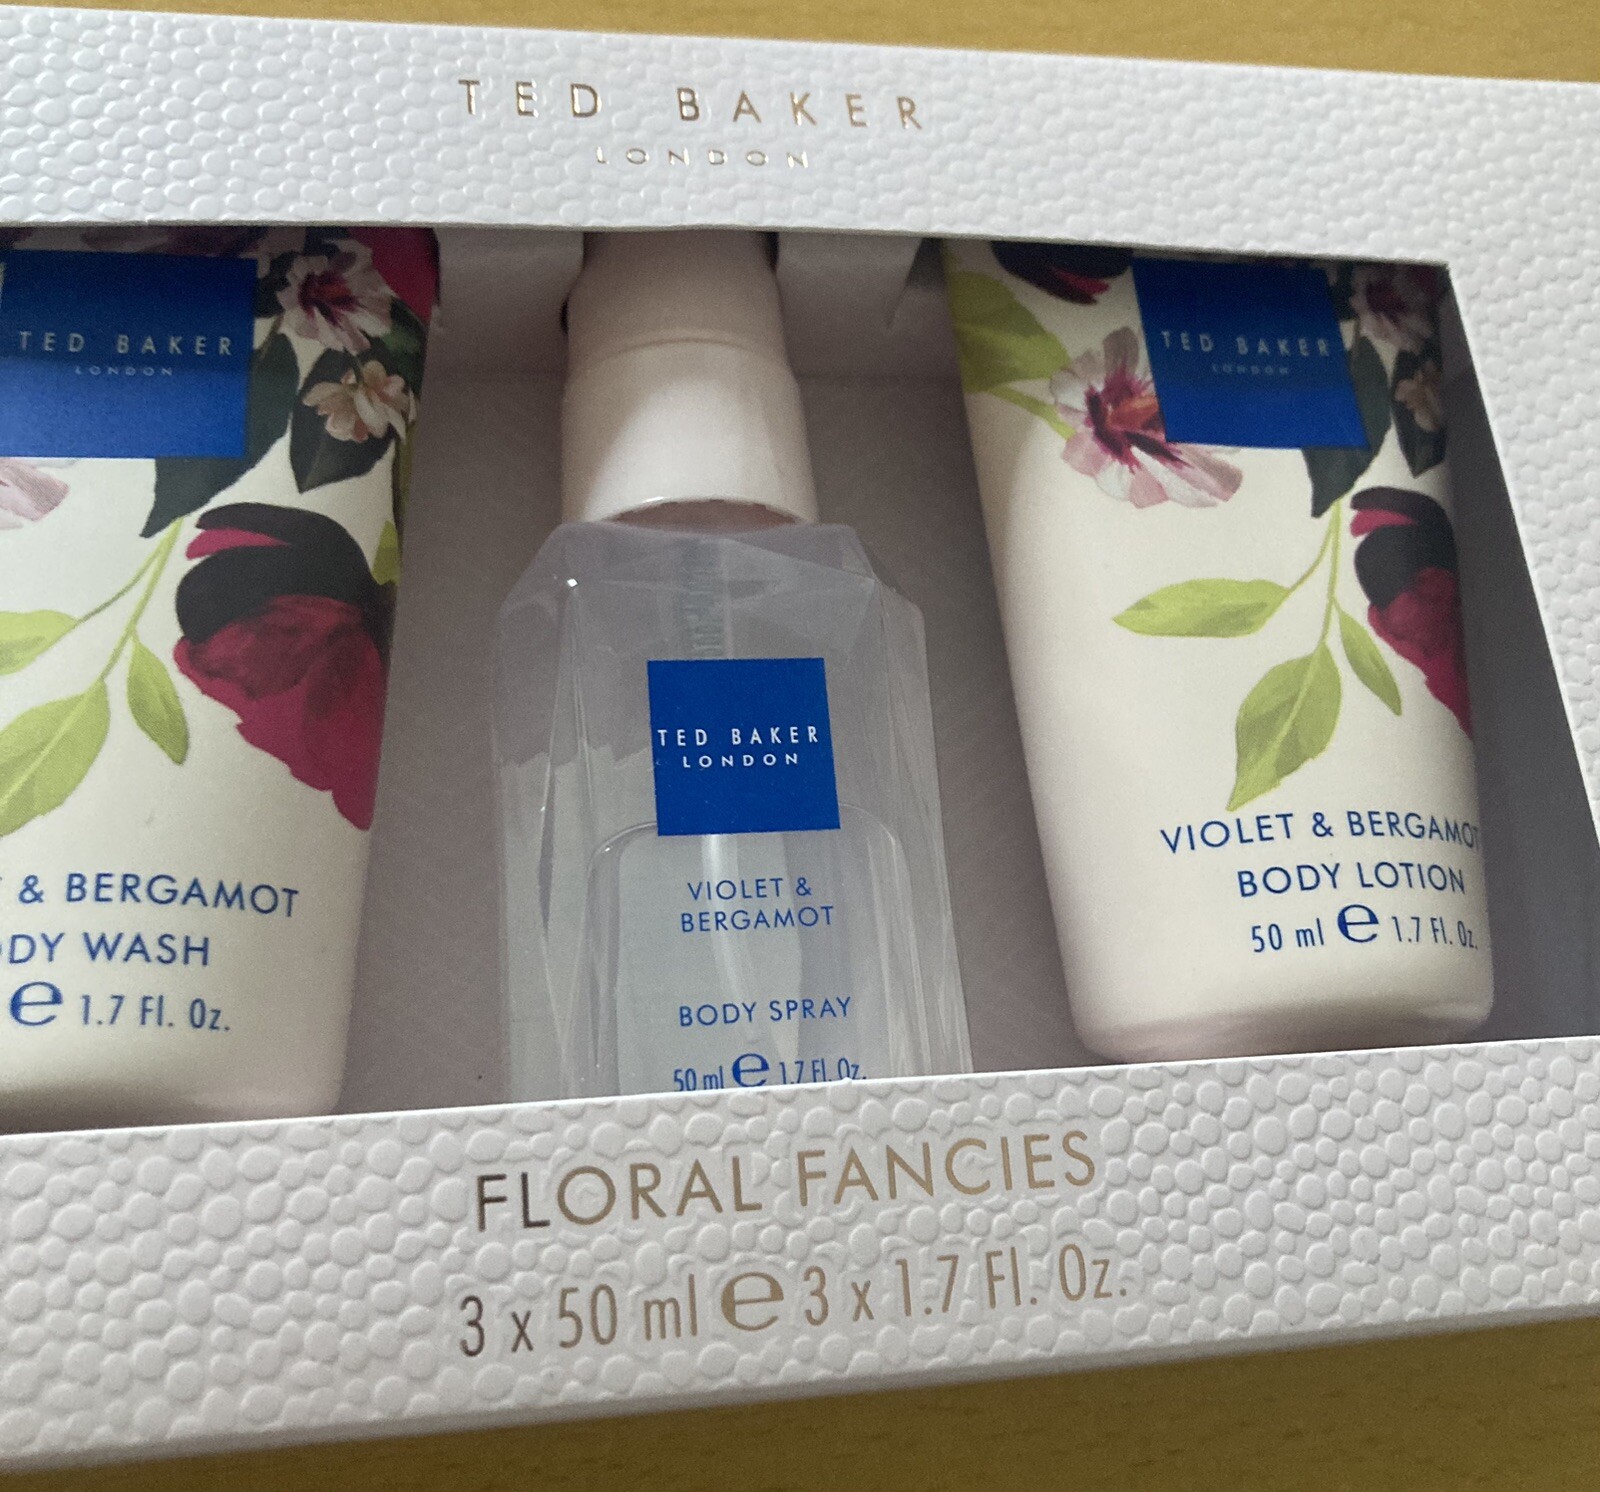 TED BAKER
LONDON
TED BAKER
LONDON
& BERGAMOT
DY WASH
e 1.7 Fl. Oz.
TED BAKER
LONDON
VIOLET &
BERGAMOT
BODY SPRAY
50 ml e 1.7 Fl. Oz.
TED BAKER
LONDON
VIOLET & BERGAMOT
BODY LOTION
50 ml e 1.7 Fl. Oz.
FLORAL FANCIES
3 x 50 ml e 3 x 1.7 Fl. Oz.